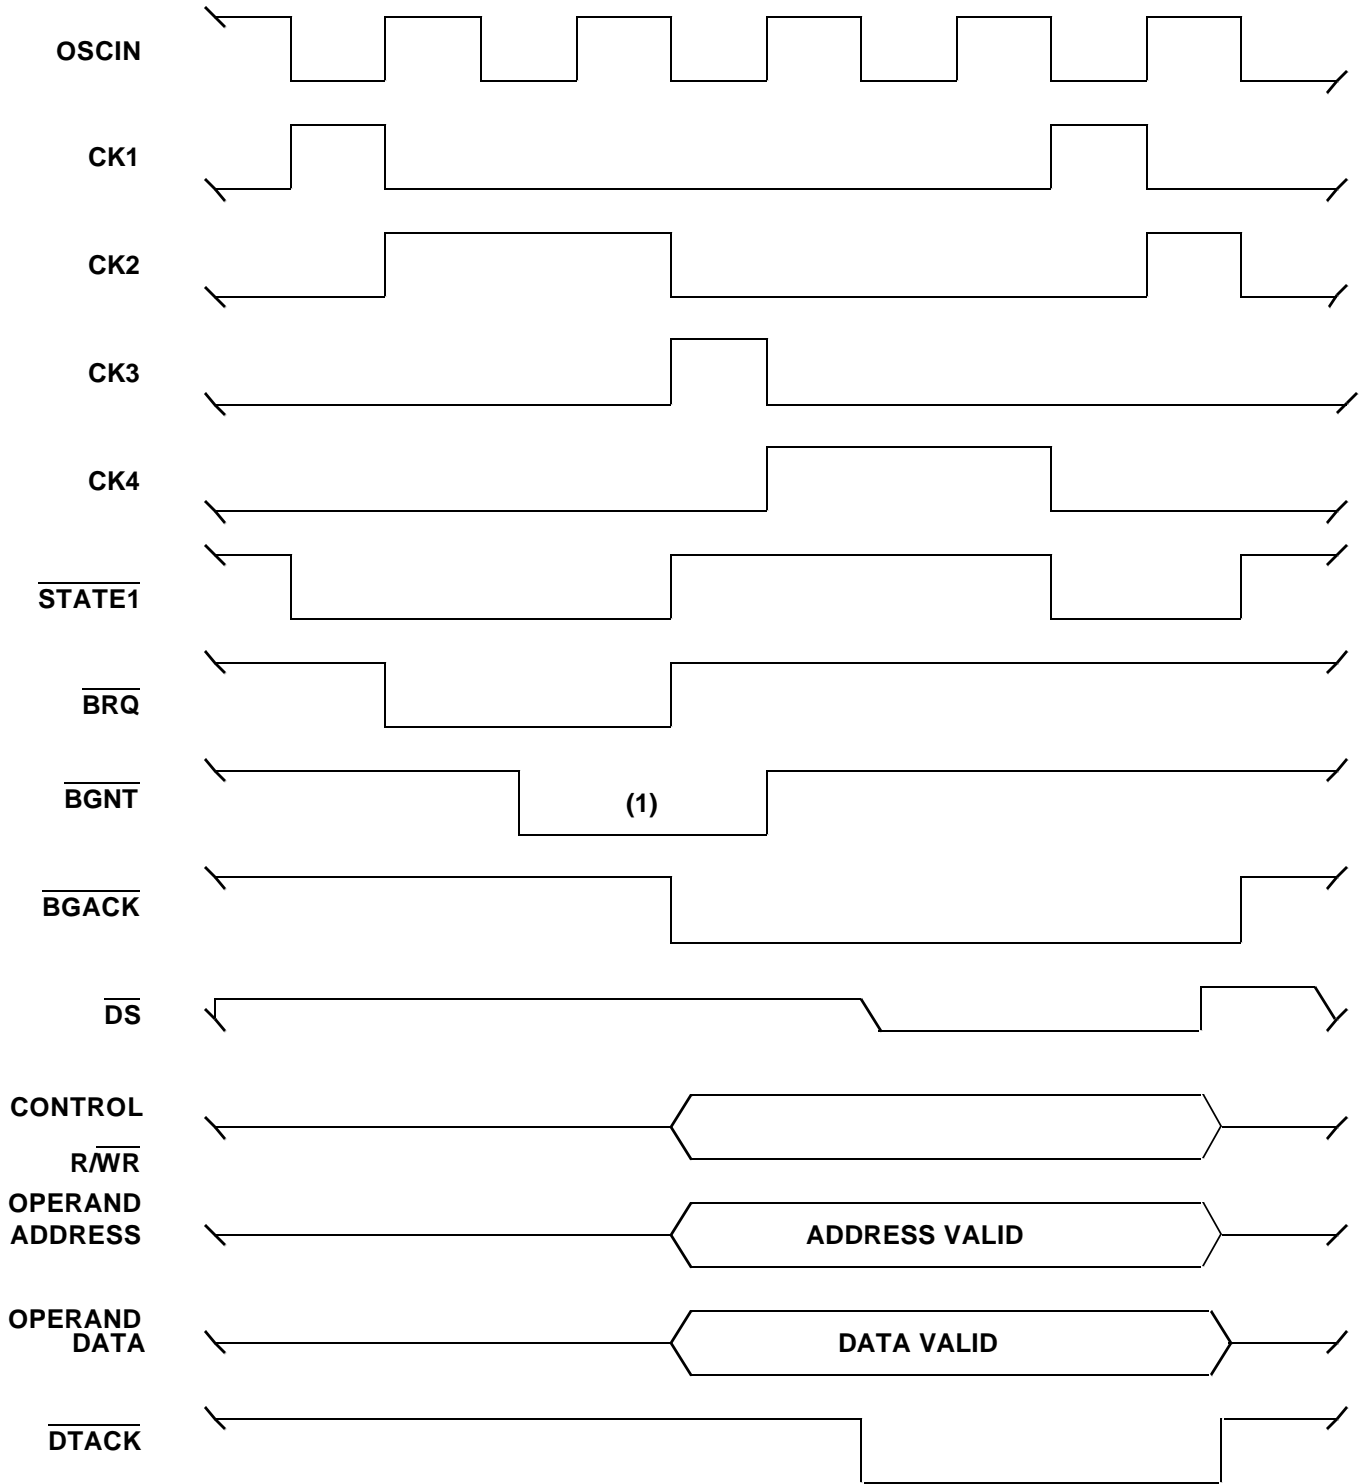 OSCIN
CK1
CK2
CK3
CK4
STATE1
BRQ
BGNT
(1)
BGACK
DS
CONTROL
R/WR
OPERAND
ADDRESS
ADDRESS VALID
OPERAND
DATA
DATA VALID
DTACK